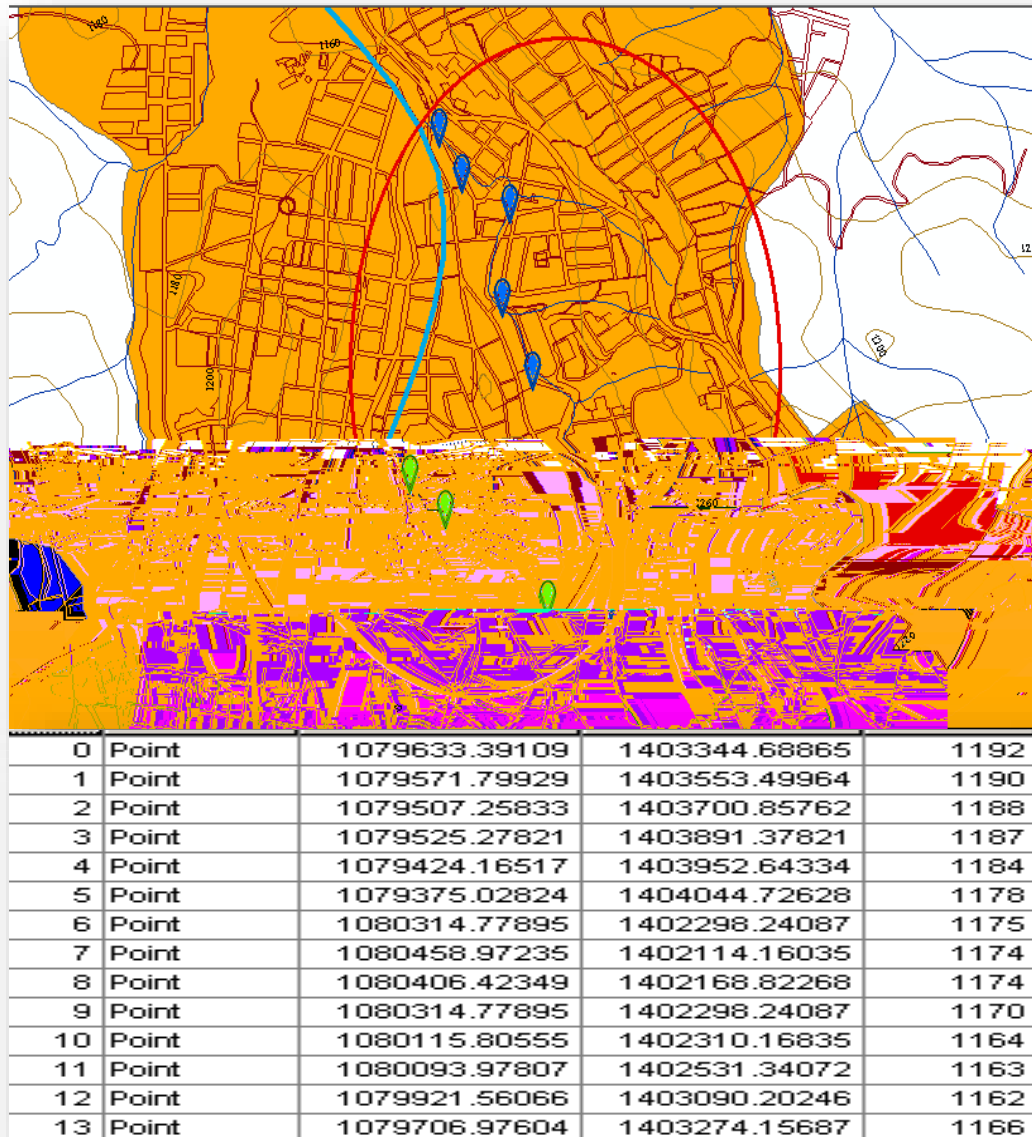 1180
1160
1180
1200
1200
12
1260
1220
0 Point 1079633.39109 1403344.68865 1192
1 Point 1079571.79929 1403553.49964 1190
2 Point 1079507.25833 1403700.85762 1188
3 Point 1079525.27821 1403891.37821 1187
4 Point 1079424.16517 1403952.64334 1184
5 Point 1079375.02824 1404044.72628 1178
6 Point 1080314.77895 1402298.24087 1175
7 Point 1080458.97235 1402114.16035 1174
8 Point 1080406.42349 1402168.82268 1174
9 Point 1080314.77895 1402298.24087 1170
10 Point 1080115.80555 1402310.16835 1164
11 Point 1080093.97807 1402531.34072 1163
12 Point 1079921.56066 1403090.20246 1162
13 Point 1079706.97604 1403274.15687 1166